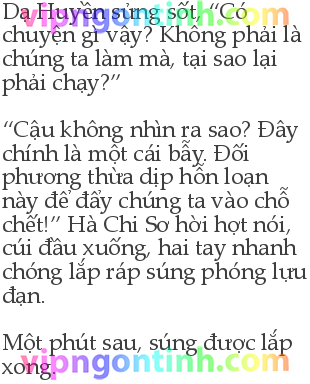 Dạ Huyền sửng sốt, “Có
chuyện gì vậy? Không phải là
chúng ta làm mà, tại sao lại
phải chạy?”
“Cậu không nhìn ra sao? Đây
chính là một cái bẫy. Đối
phương thừa dịp hỗn loạn
này để đẩy chúng ta vào chỗ
chết!” Hà Chi Sơ hời hợt nói,
cúi đầu xuống, hai tay nhanh
chóng lắp ráp súng phóng lựu
đạn.
Một phút sau, súng được lắp
xong.
vipngontinh.com
vipngontinh.com